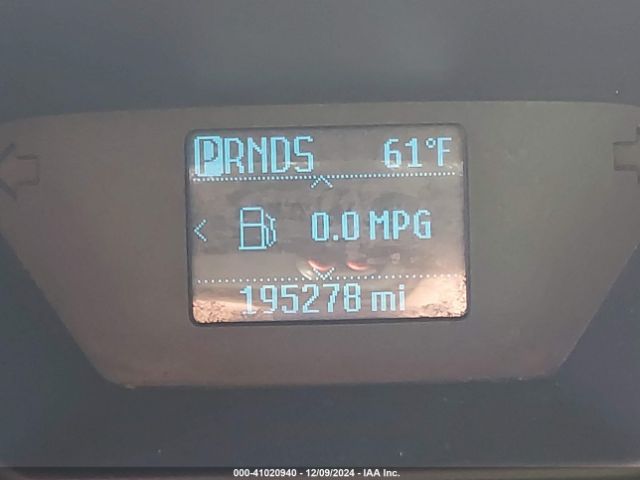 PRNDS 61°F
0.0 MPG
195278 mi
000-41020940 - 12/09/2024 - IAA Inc.